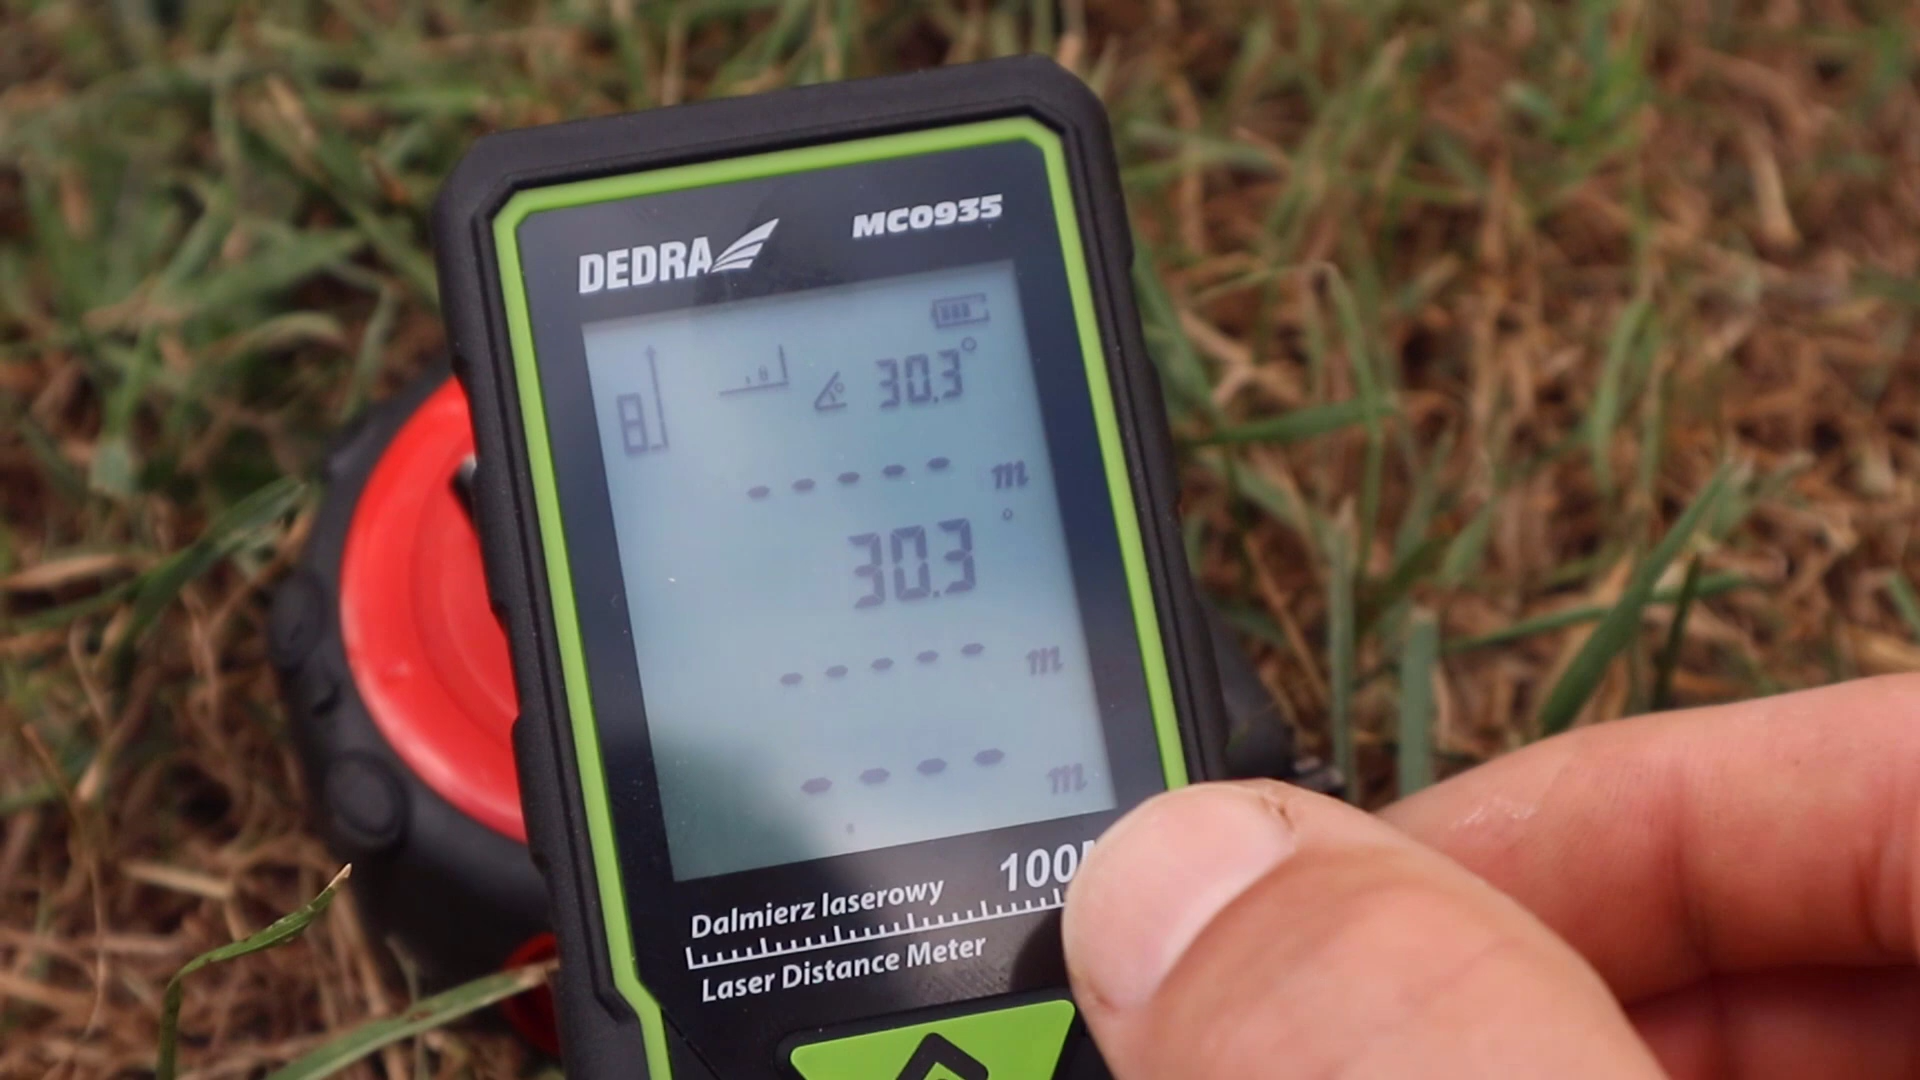 DEDRA
MC0935
30.3°
- - - - - m
30.3°
- - - - - m
- - - - m
100
Dalmierz laserowy
Laser Distance Meter